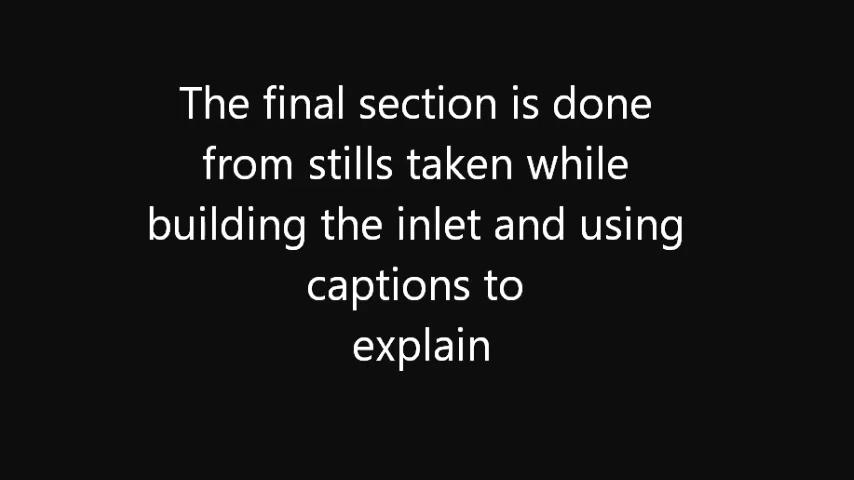 The final section is done
from stills taken while
building the inlet and using
captions to
explain